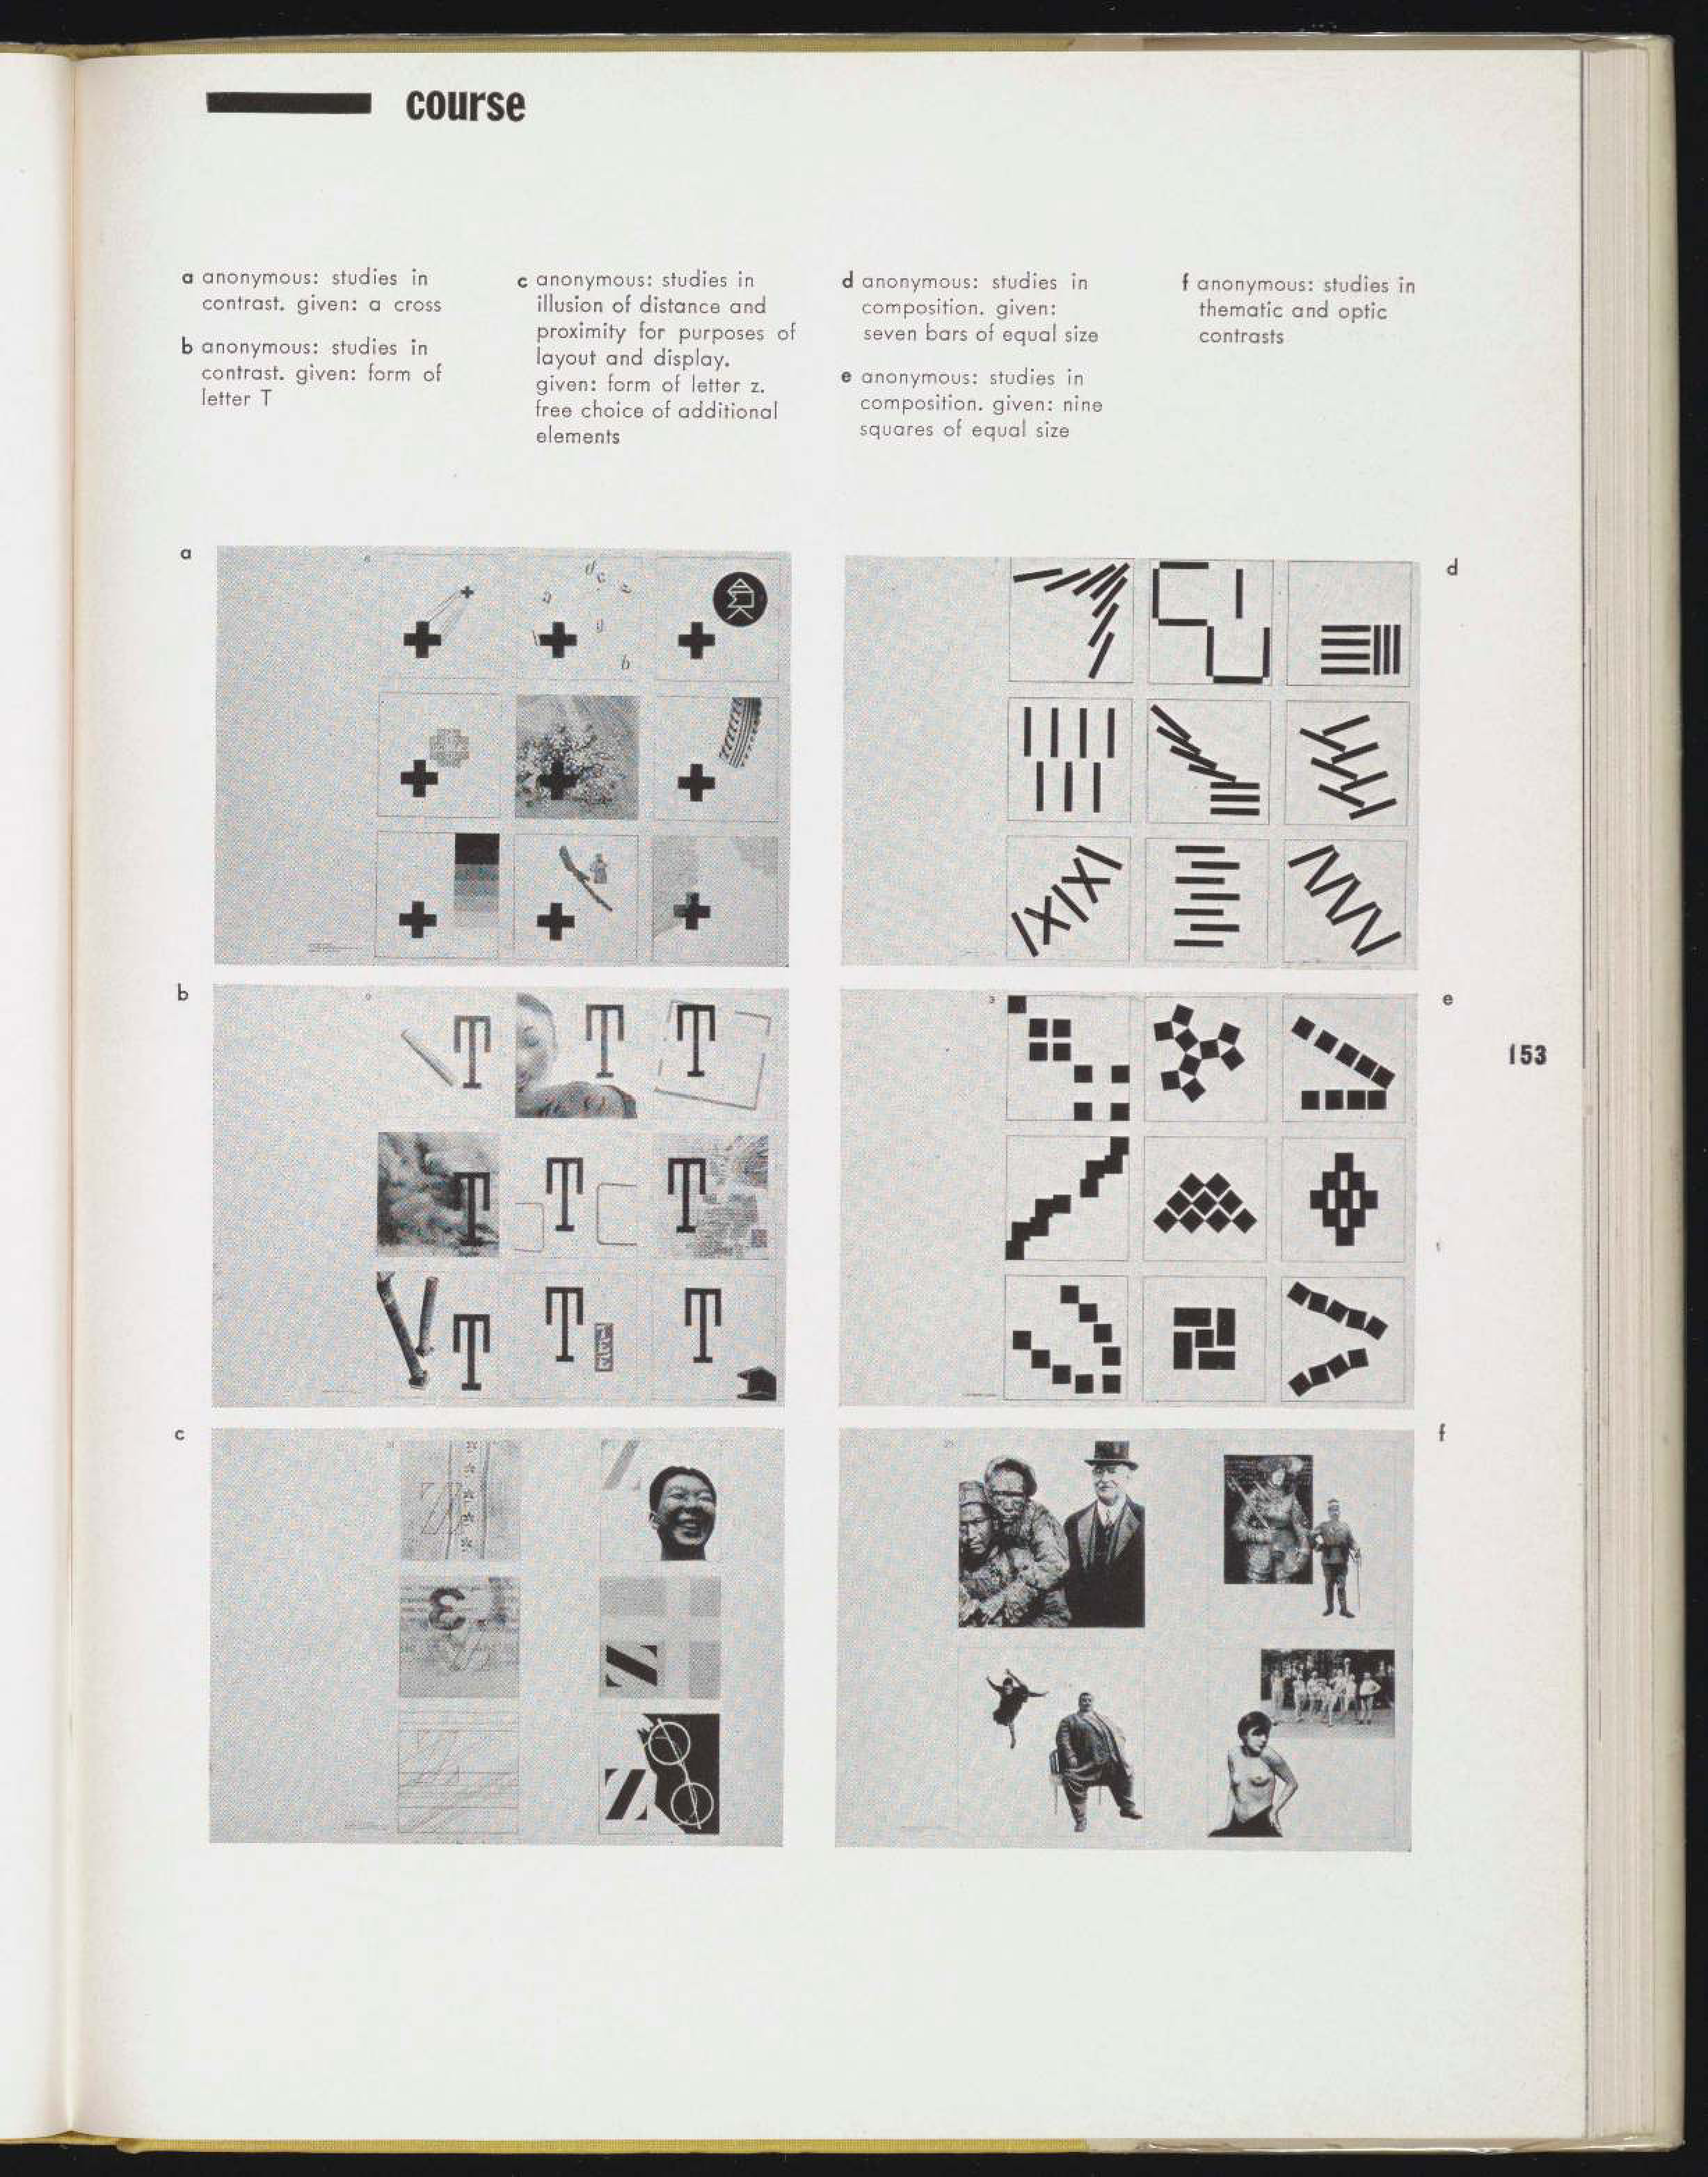 course
a anonymous: studies in
contrast. given: a cross
b anonymous: studies in
contrast. given: form of
letter T
c anonymous: studies in
illusion of distance and
proximity for purposes of
layout and display.
given: form of letter z.
free choice of additional
elements
d anonymous: studies in
composition. given:
seven bars of equal size
e anonymous: studies in
composition. given: nine
squares of equal size
f anonymous: studies in
thematic and optic
contrasts
a
d
b
T T T
T T T
T T T
e
153
c
Z
Z
f